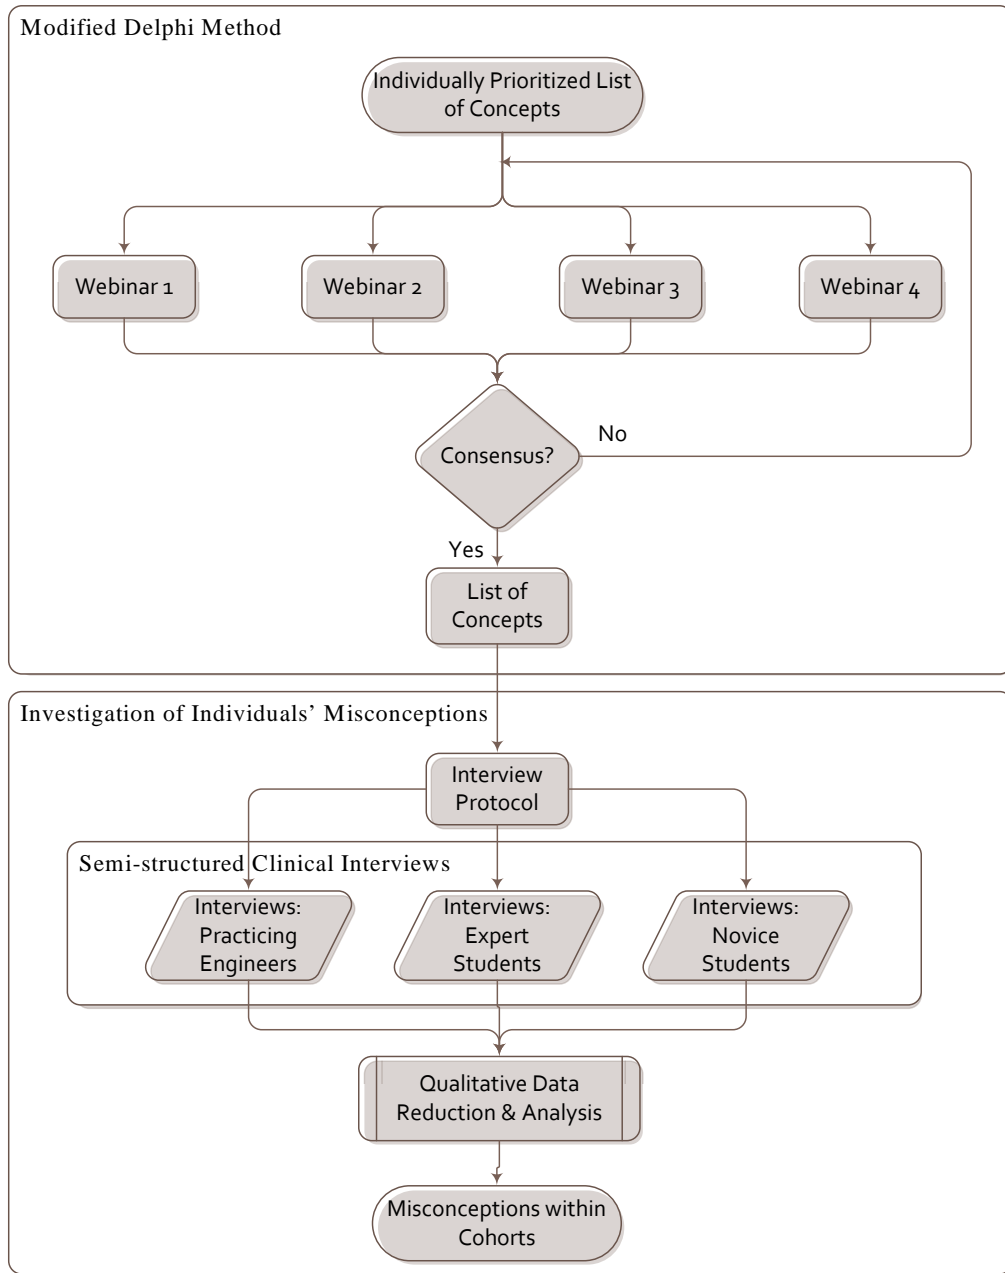 Modified Delphi Method
Individually Prioritized List
of Concepts
Webinar 1
Webinar 2
Webinar 3
Webinar 4
Consensus?
No
Yes
List of
Concepts
Investigation of Individuals’ Misconceptions
Interview
Protocol
Semi-structured Clinical Interviews
Interviews:
Practicing
Engineers
Interviews:
Expert
Students
Interviews:
Novice
Students
Qualitative Data
Reduction & Analysis
Misconceptions within
Cohorts